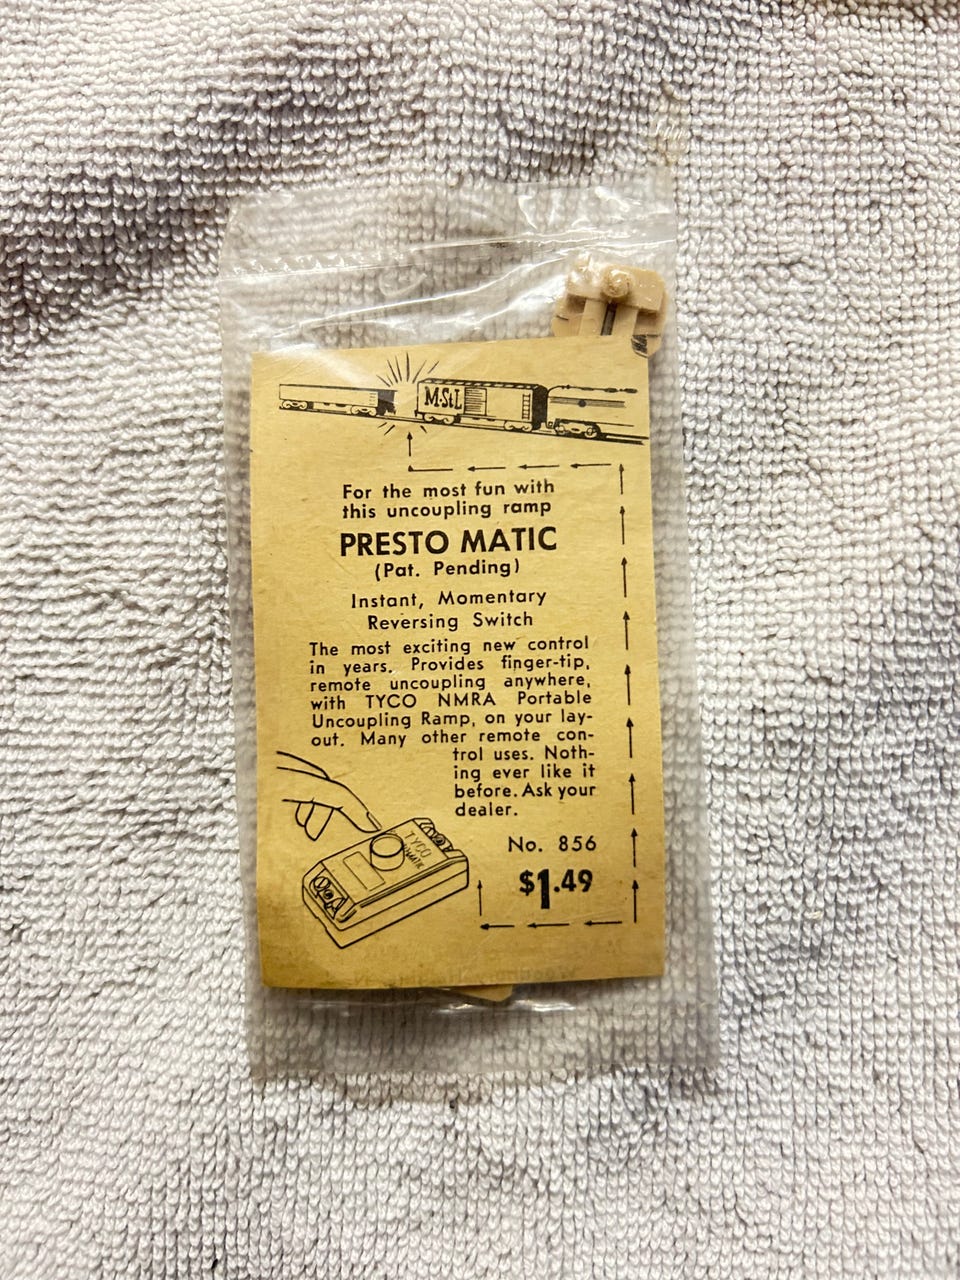 M-StL
For the most fun with
this uncoupling ramp
PRESTO MATIC
(Pat. Pending)
Instant, Momentary
Reversing Switch
The most exciting new control
in years. Provides finger-tip,
remote uncoupling anywhere,
with TYCO NMRA Portable
Uncoupling Ramp, on your lay-
out. Many other remote con-
trol uses. Noth-
ing ever like it
before. Ask your
dealer.
TYCO
No. 856
$1.49